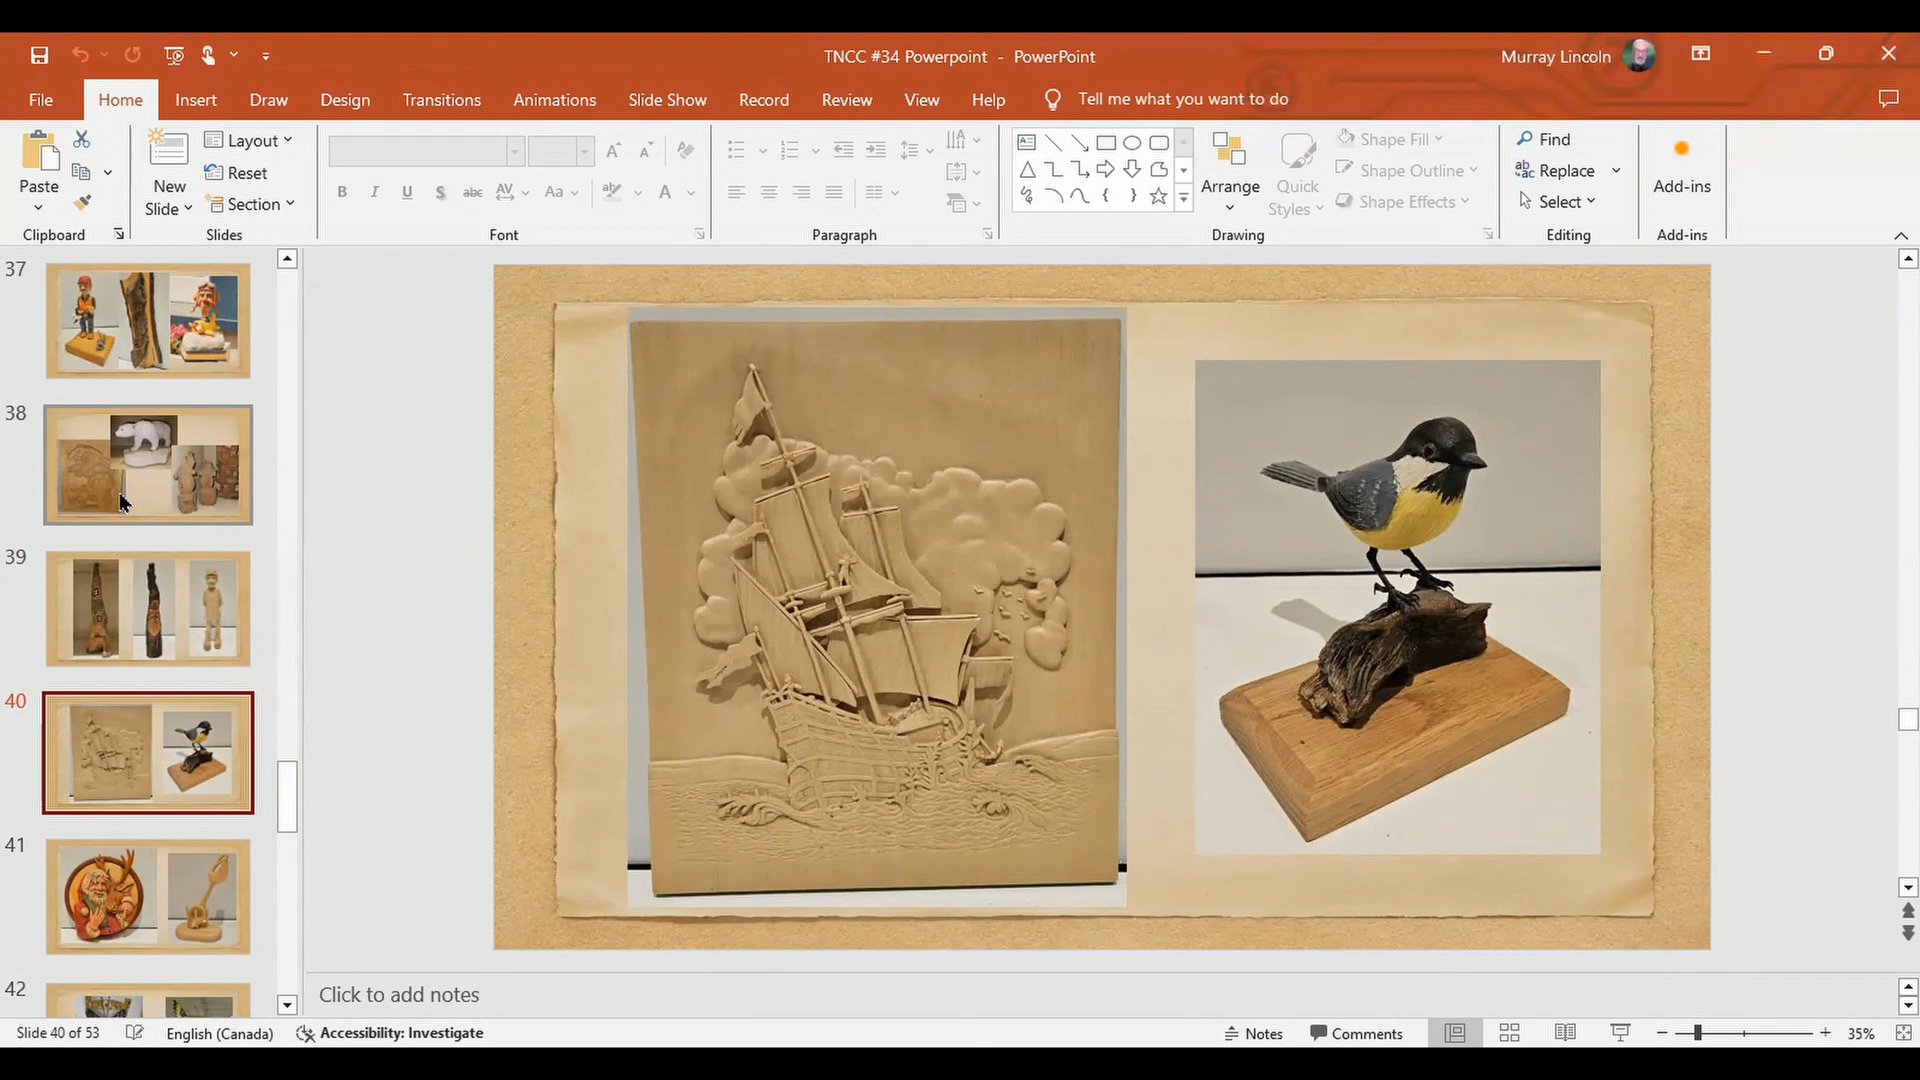 TNCC #34 Powerpoint - PowerPoint
Murray Lincoln
File
Home
Insert
Draw
Design
Transitions
Animations
Slide Show
Record
Review
View
Help
Tell me what you want to do
Paste
New
Slide
Layout
Reset
Section
B I U S abc AV Aa A
Arrange
Quick
Styles
Shape Fill
Shape Outline
Shape Effects
Find
Replace
Select
Add-ins
Clipboard
Slides
Font
Paragraph
Drawing
Editing
Add-ins
37
38
39
40
41
42
Click to add notes
Slide 40 of 53
English (Canada)
Accessibility: Investigate
Notes
Comments
35%